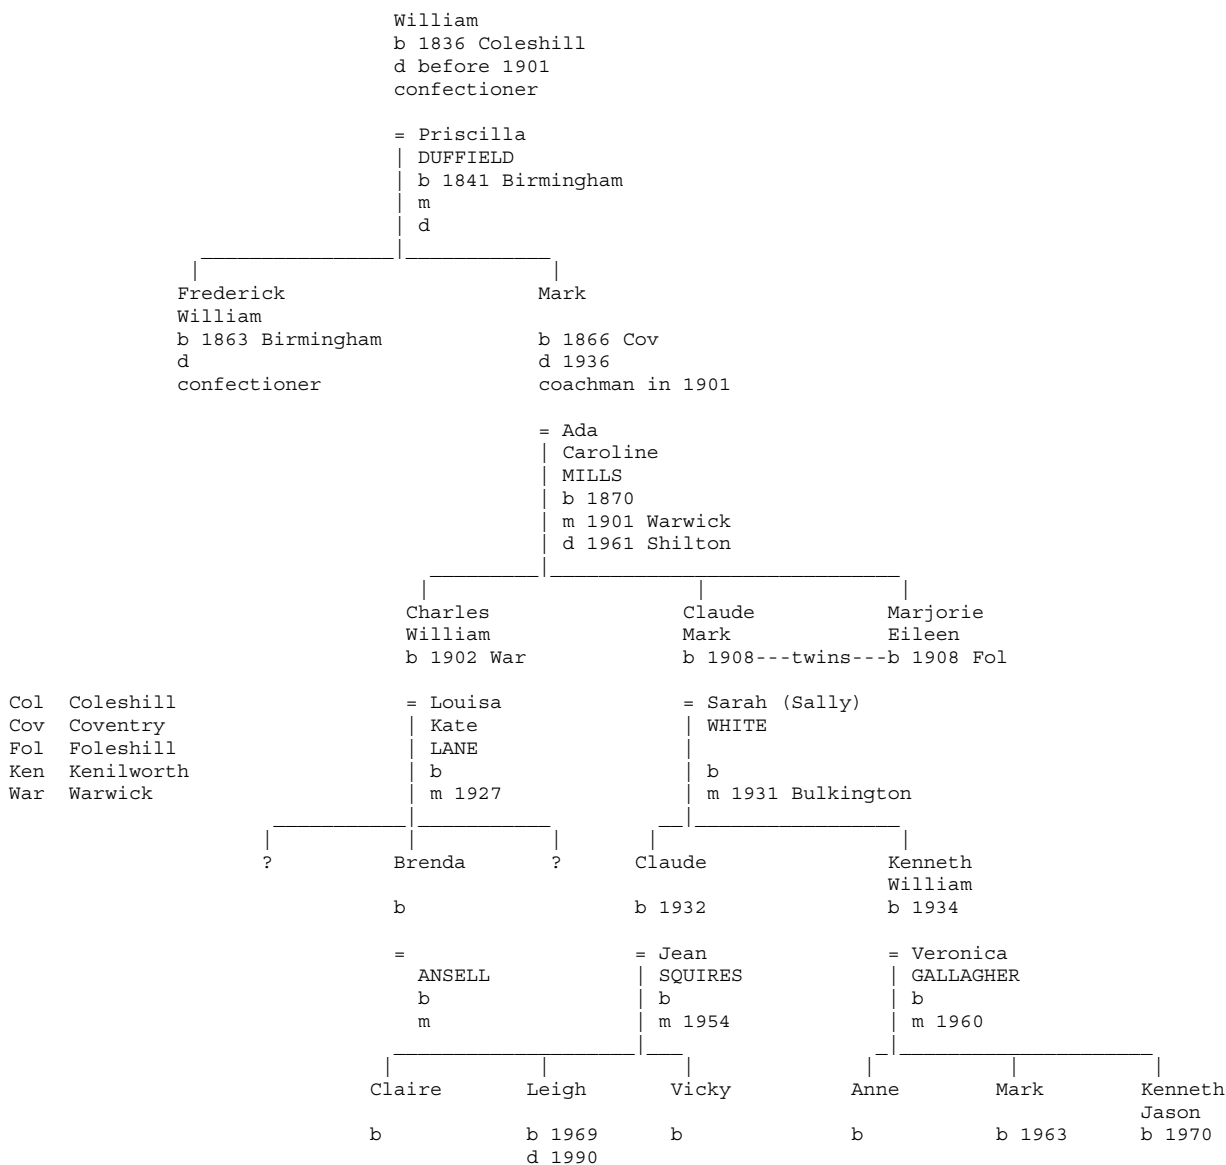 William
b 1836 Coleshill
d before 1901
confectioner
= Priscilla
DUFFIELD
b 1841 Birmingham
m
d
Frederick Mark
William
b 1863 Birmingham b 1866 Cov
d d 1936
confectioner coachman in 1901
= Ada
Caroline
MILLS
b 1870
m 1901 Warwick
d 1961 Shilton
Charles Claude Marjorie
William Mark Eileen
b 1902 War b 1908---twins---b 1908 Fol
Col Coleshill = Louisa = Sarah (Sally)
Cov Coventry Kate WHITE
Fol Foleshill LANE
Ken Kenilworth b b
War Warwick m 1927 m 1931 Bulkington
? Brenda ? Claude Kenneth
William
b b 1932 b 1934
= = Jean = Veronica
ANSELL SQUIRES GALLAGHER
b b b
m m 1954 m 1960
Claire Leigh Vicky Anne Mark Kenneth
Jason
b b 1969 b b b 1963 b 1970
d 1990